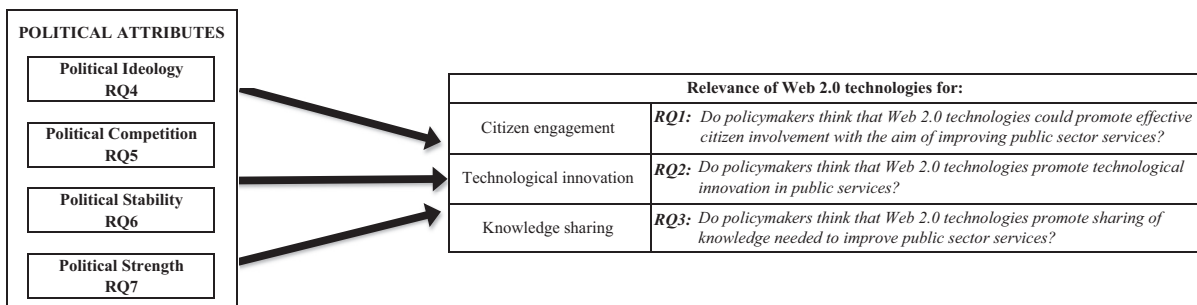 POLITICAL ATTRIBUTES
Political Ideology
RQ4
Political Competition
RQ5
Political Stability
RQ6
Political Strength
RQ7
Relevance of Web 2.0 technologies for:
Citizen engagement
RQ1: Do policymakers think that Web 2.0 technologies could promote effective
citizen involvement with the aim of improving public sector services?
Technological innovation
RQ2: Do policymakers think that Web 2.0 technologies promote technological
innovation in public services?
Knowledge sharing
RQ3: Do policymakers think that Web 2.0 technologies promote sharing of
knowledge needed to improve public sector services?